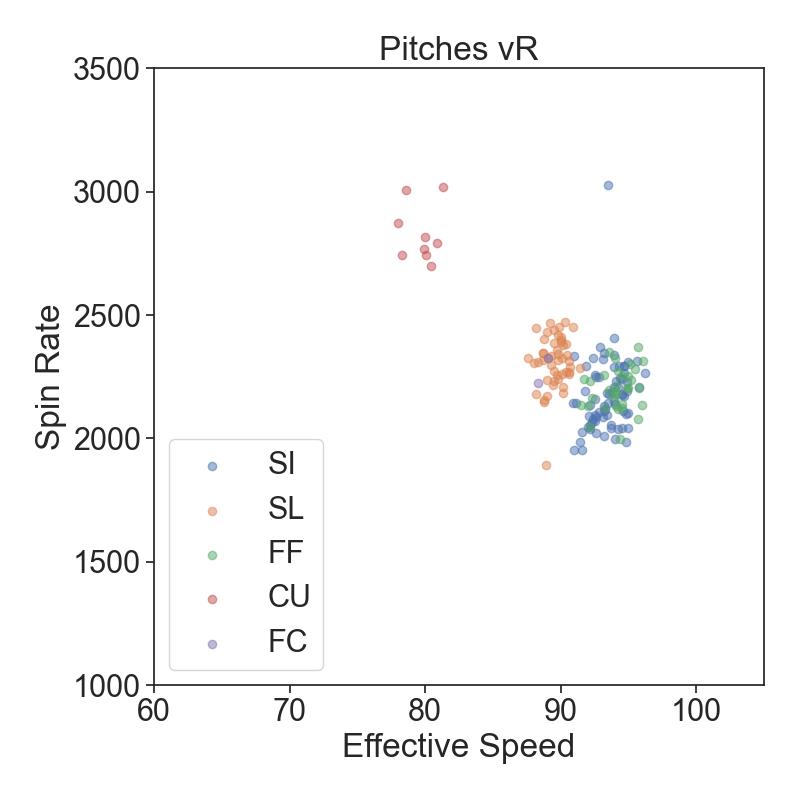 Pitches vR
3500
3000
2500
2000
1500
1000
Spin Rate
SI
SL
FF
CU
FC
60 70 80 90 100
Effective Speed